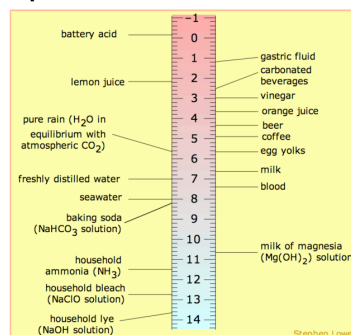 −1
0
1
2
3
4
5
6
7
8
9
10
11
12
13
14
battery acid
lemon juice
pure rain (H₂O in
equilibrium with
atmospheric CO₂)
freshly distilled water
seawater
baking soda
(NaHCO₃ solution)
household
ammonia (NH₃)
household bleach
(NaClO solution)
household lye
(NaOH solution)
gastric fluid
carbonated
beverages
vinegar
orange juice
beer
coffee
egg yolks
milk
blood
milk of magnesia
(Mg(OH)₂) solution
Stephen Lowe